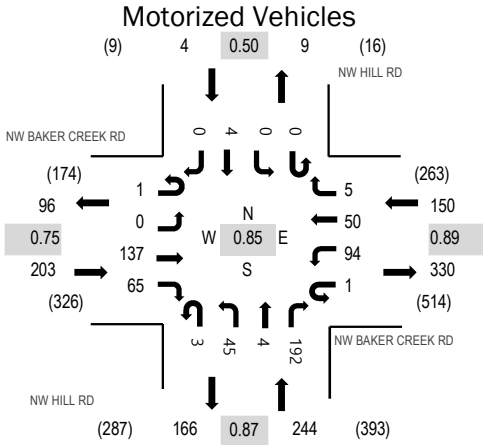 Motorized Vehicles
(9) 4 0.50 9 (16)
NW HILL RD
0 4 0 0
NW BAKER CREEK RD
(174) (263)
1 5
96 150
0 N 50
0.75 W 0.85 E 0.89
137 S 94
203 330
65 1
(326) (514)
3 45 4 192
NW BAKER CREEK RD
NW HILL RD
(287) 166 0.87 244 (393)